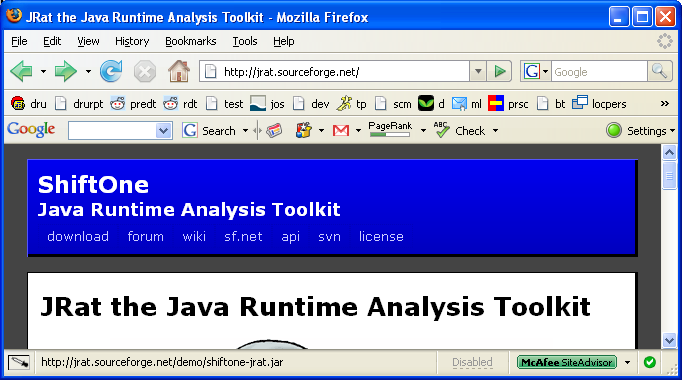 JRat the Java Runtime Analysis Toolkit - Mozilla Firefox
File Edit View History Bookmarks Tools Help
http://jrat.sourceforge.net/ G Google
dru drurpt predt rdt test jos dev tp scm d ml prsc bt locpers »
Google G Search PageRank ABC Check Settings
ShiftOne
Java Runtime Analysis Toolkit
download forum wiki sf.net api svn license
JRat the Java Runtime Analysis Toolkit
http://jrat.sourceforge.net/demo/shiftone-jrat.jar Disabled McAfee SiteAdvisor